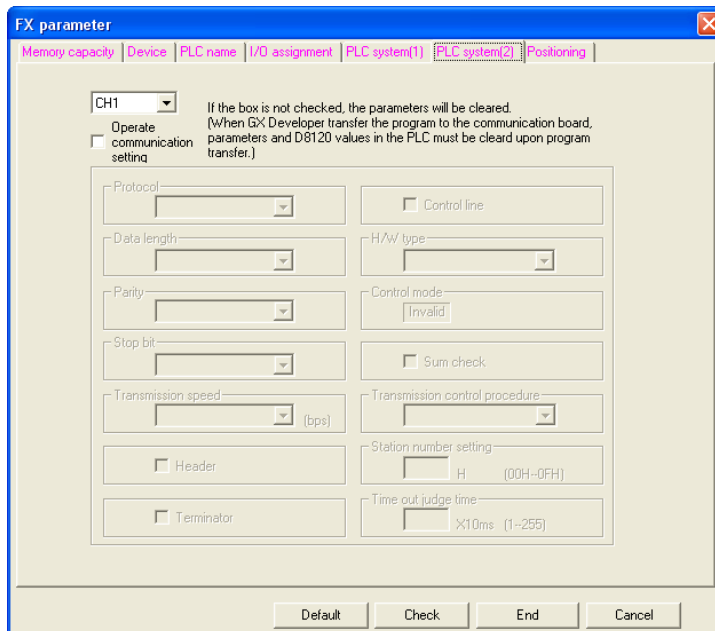 FX parameter
Memory capacity Device PLC name I/O assignment PLC system(1) PLC system(2) Positioning
CH1
If the box is not checked, the parameters will be cleared.
(When GX Developer transfer the program to the communication board,
parameters and D8120 values in the PLC must be cleard upon program
transfer.)
Operate
communication
setting
Protocol
Control line
Data length
H/W type
Parity
Control mode
Invalid
Stop bit
Sum check
Transmission speed
(bps)
Transmission control procedure
Header
Station number setting
H (00H--0FH)
Terminator
Time out judge time
X10ms (1--255)
Default Check End Cancel